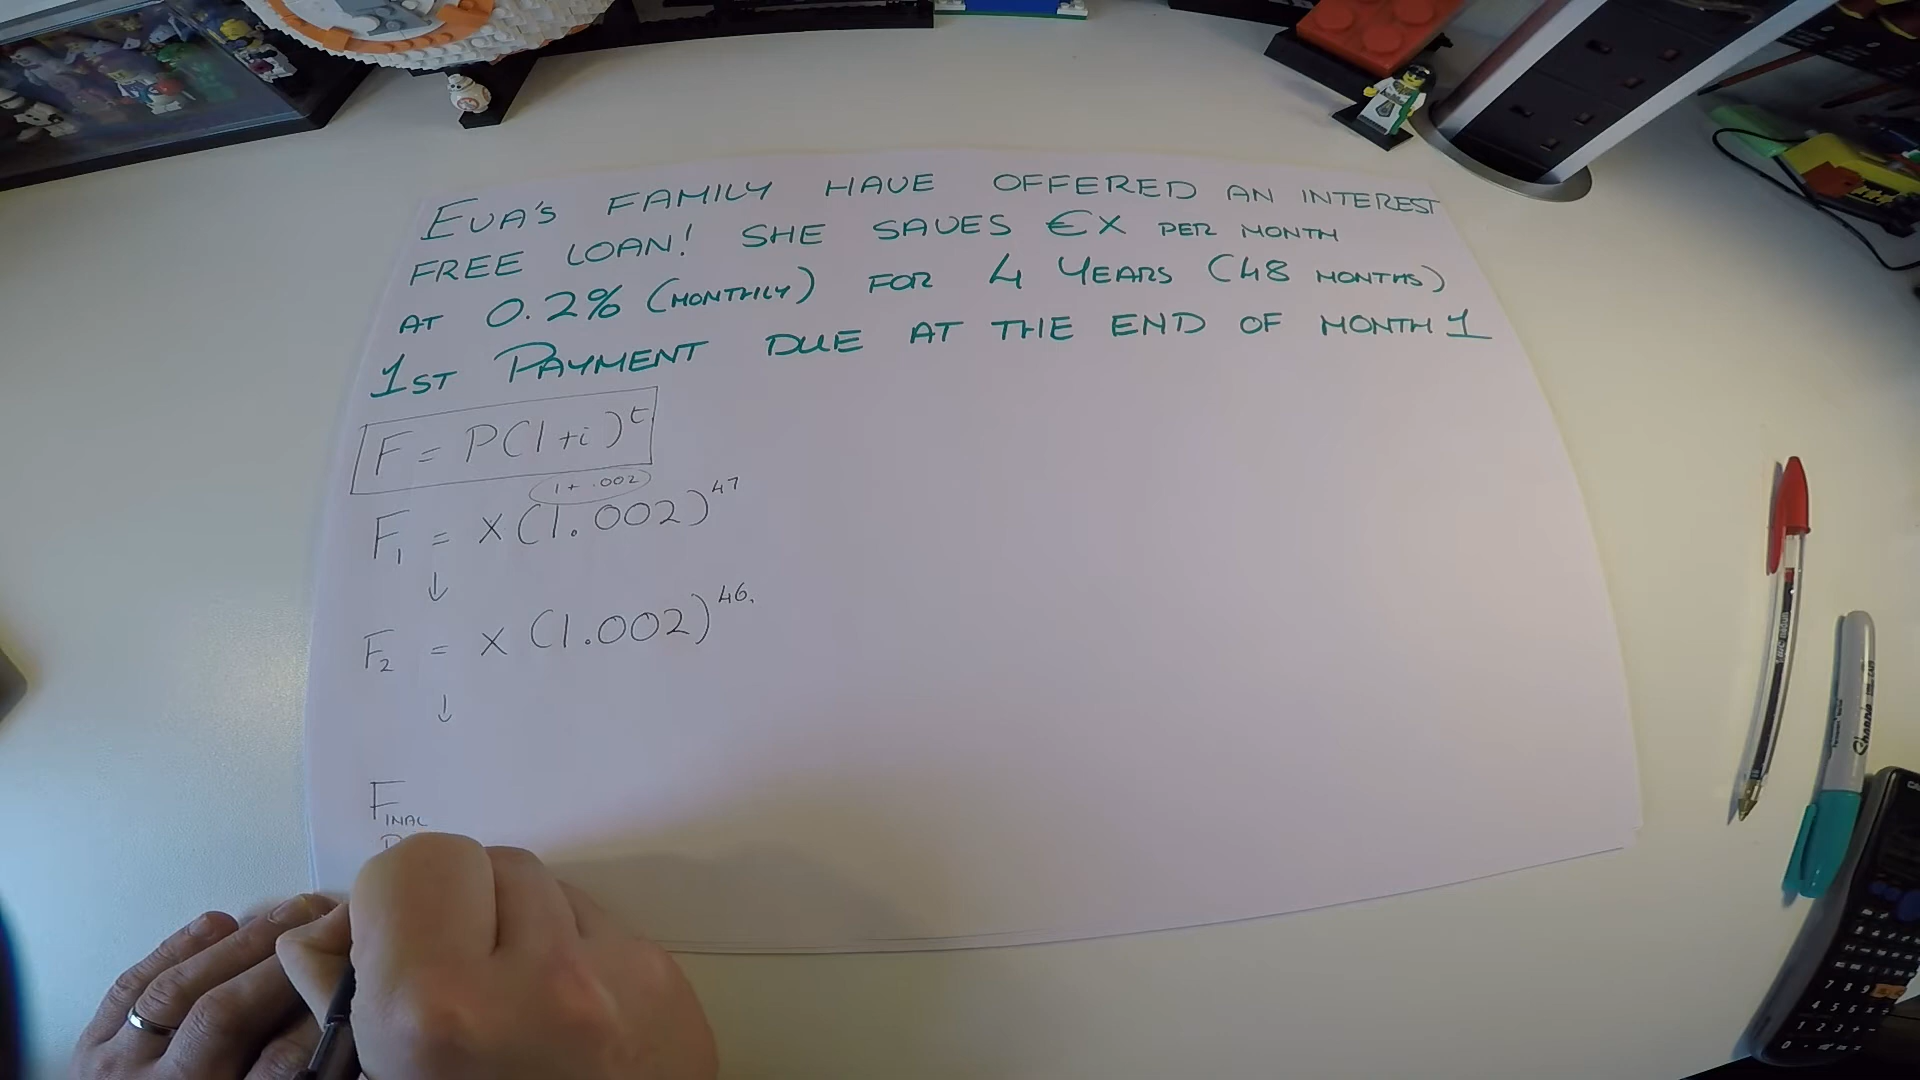 EVA'S FAMILY HAVE OFFERED AN INTEREST
FREE LOAN! SHE SAVES €X PER MONTH
AT 0.2% (MONTHLY) FOR 4 YEARS (48 MONTHS)
1ST PAYMENT DUE AT THE END OF MONTH 1
F = P(1+i)^t
1 + .002
F₁ = X(1.002)^47
↓
F₂ = X(1.002)^46.
↓
FINAL
Sharpie